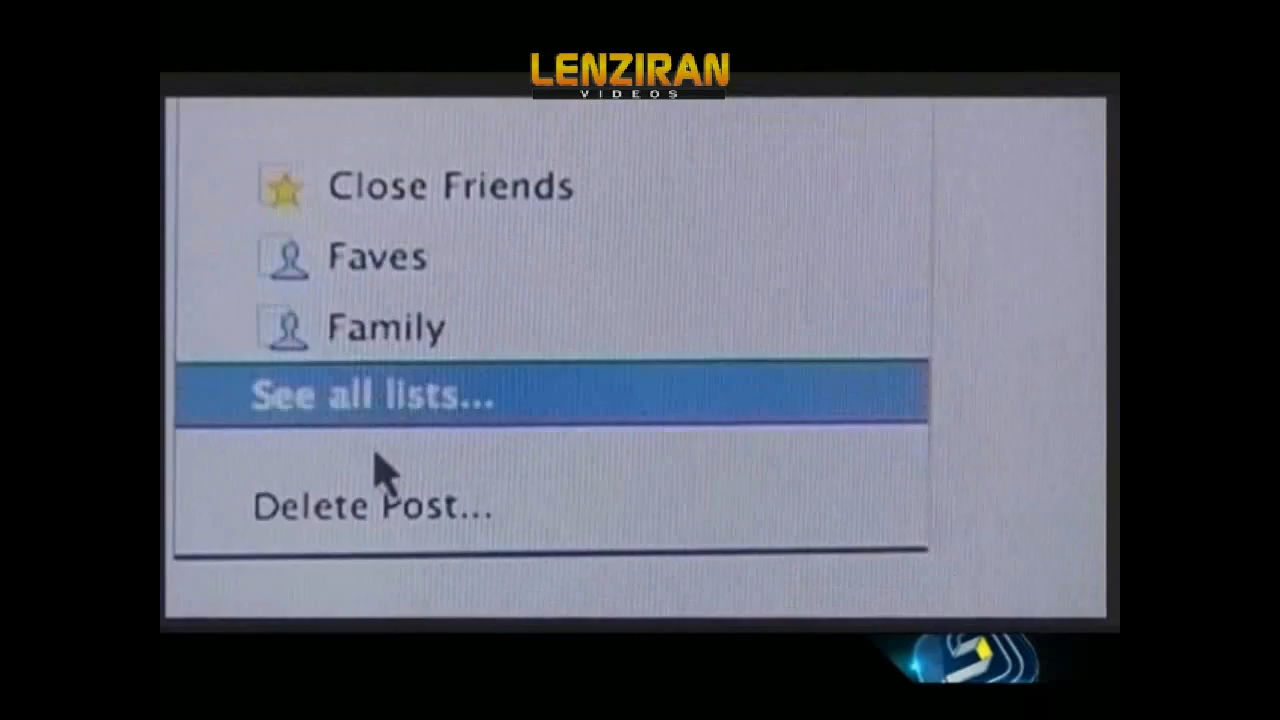 LENZIRAN
VIDEOS
Close Friends
Faves
Family
See all lists...
Delete Post...